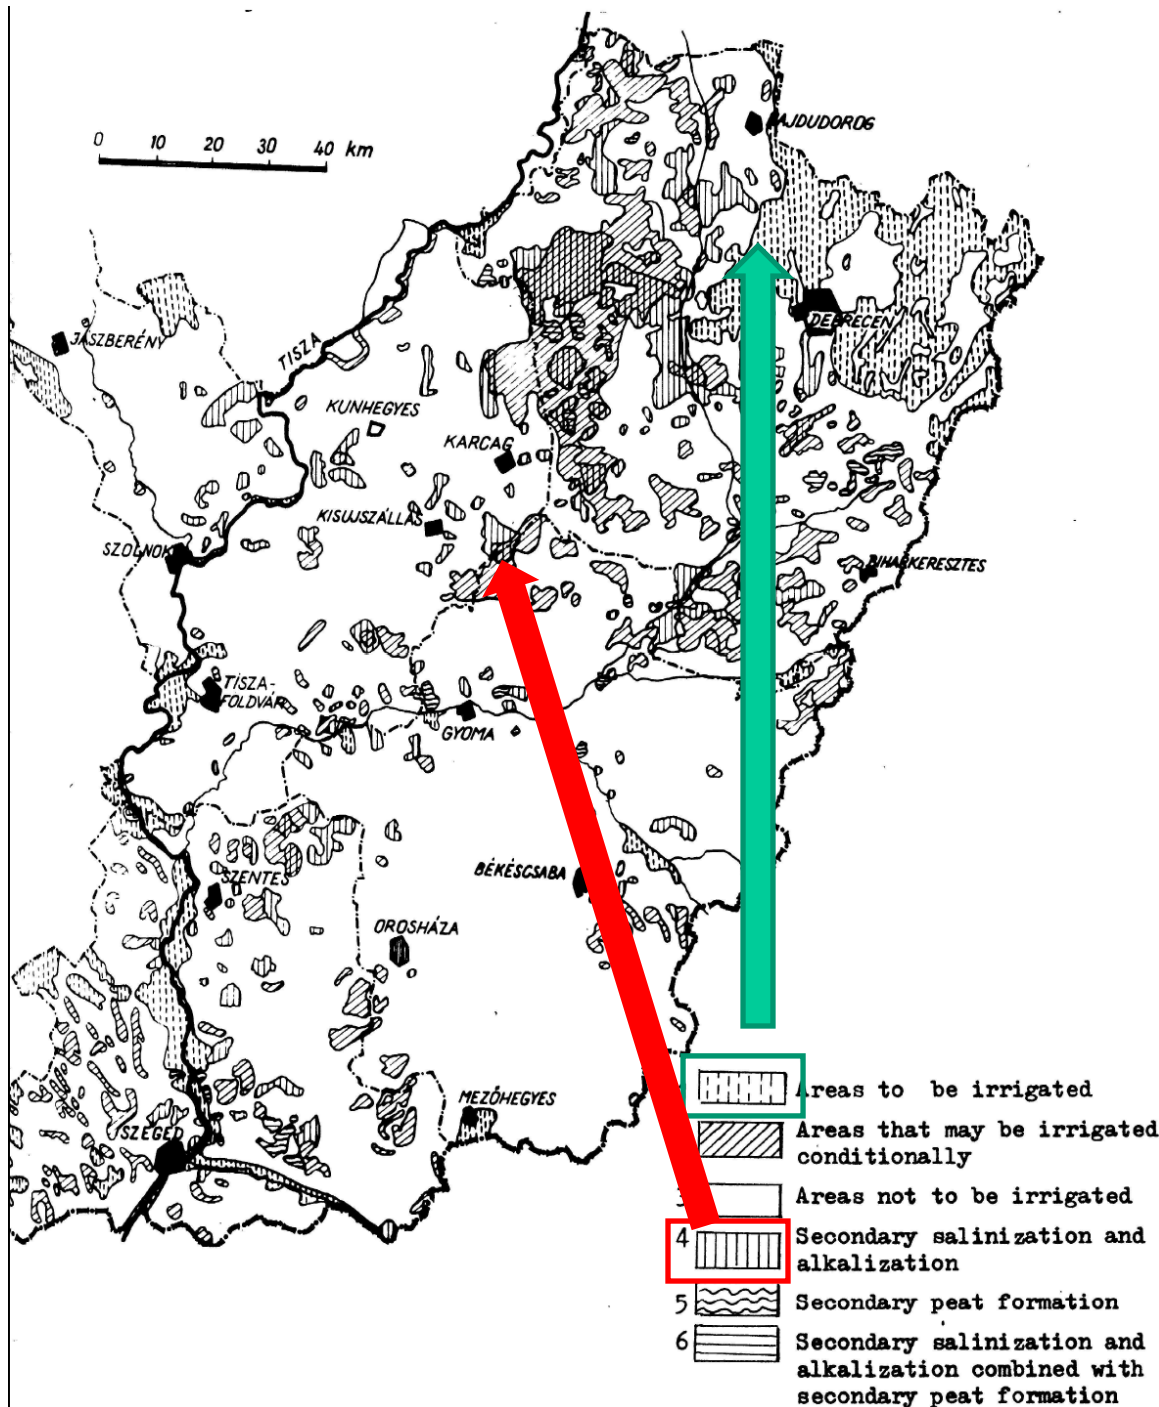 AJDUDOROG
0 10 20 30 40 km
DEBRECEN
JÁSZBERÉNY
TISZA
KUNHEGYES
KARCAG
KISUJSZÁLLÁS
SZOLNOK
BIHARKERESZTES
TISZA-
FÖLDVÁR
GYOMA
BÉKÉSCSABA
SZENTES
OROSHÁZA
MEZŐHEGYES
SZEGED
Areas to be irrigated
Areas that may be irrigated
conditionally
3 Areas not to be irrigated
4 Secondary salinization and
alkalization
5 Secondary peat formation
6 Secondary salinization and
alkalization combined with
secondary peat formation